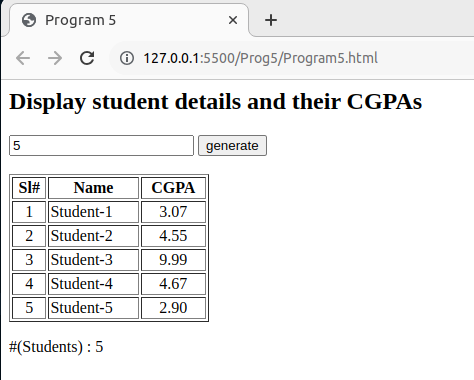 Program 5
127.0.0.1:5500/Prog5/Program5.html
Display student details and their CGPAs
5 generate
Sl# Name CGPA
1 Student-1 3.07
2 Student-2 4.55
3 Student-3 9.99
4 Student-4 4.67
5 Student-5 2.90
#(Students) : 5